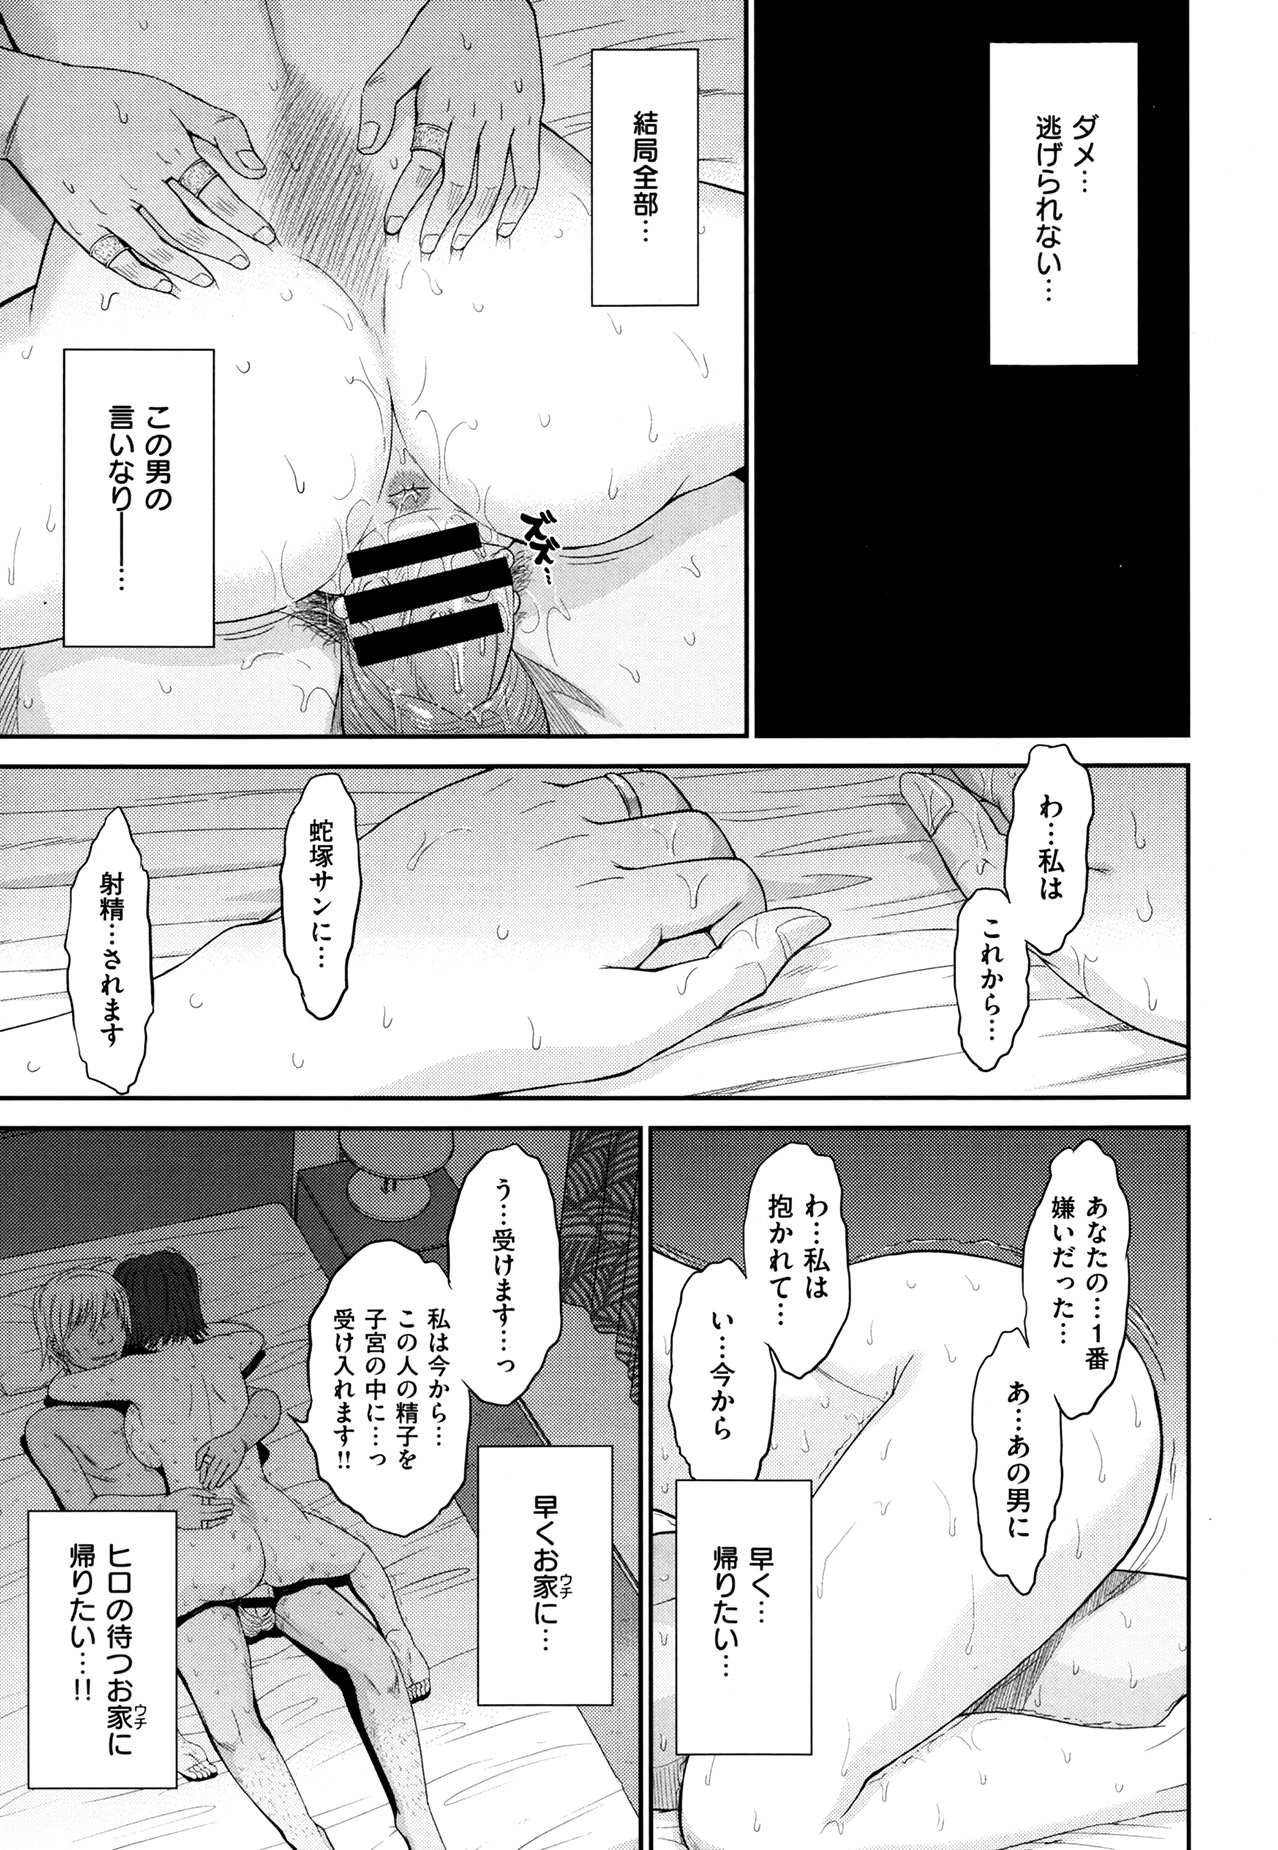 ダメ…
逃げられない…
結局全部…
この男の
言いなり――…
ズズ…
わ…私は
これから…
蛇塚サンに…
射精…されます
あなたの…1番
嫌いだった…
あ…あの男に
わ…私は
抱かれて…
い…今から
早く…
帰りたい…
う…受けます…っ
私は今から…
この人の精子を
子宮の中に…っ
受け入れます!!
早くお家に…
ウチ
ヒロの待つお家に
ウチ
帰りたい…!!